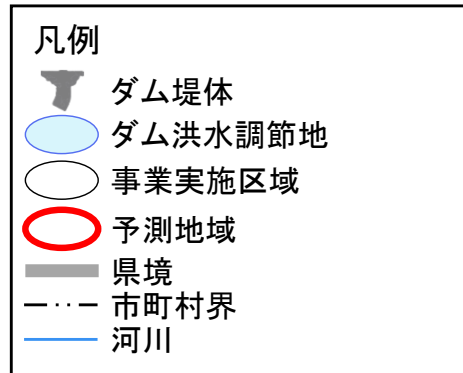 凡例
ダム堤体
ダム洪水調節地
事業実施区域
予測地域
県境
市町村界
河川